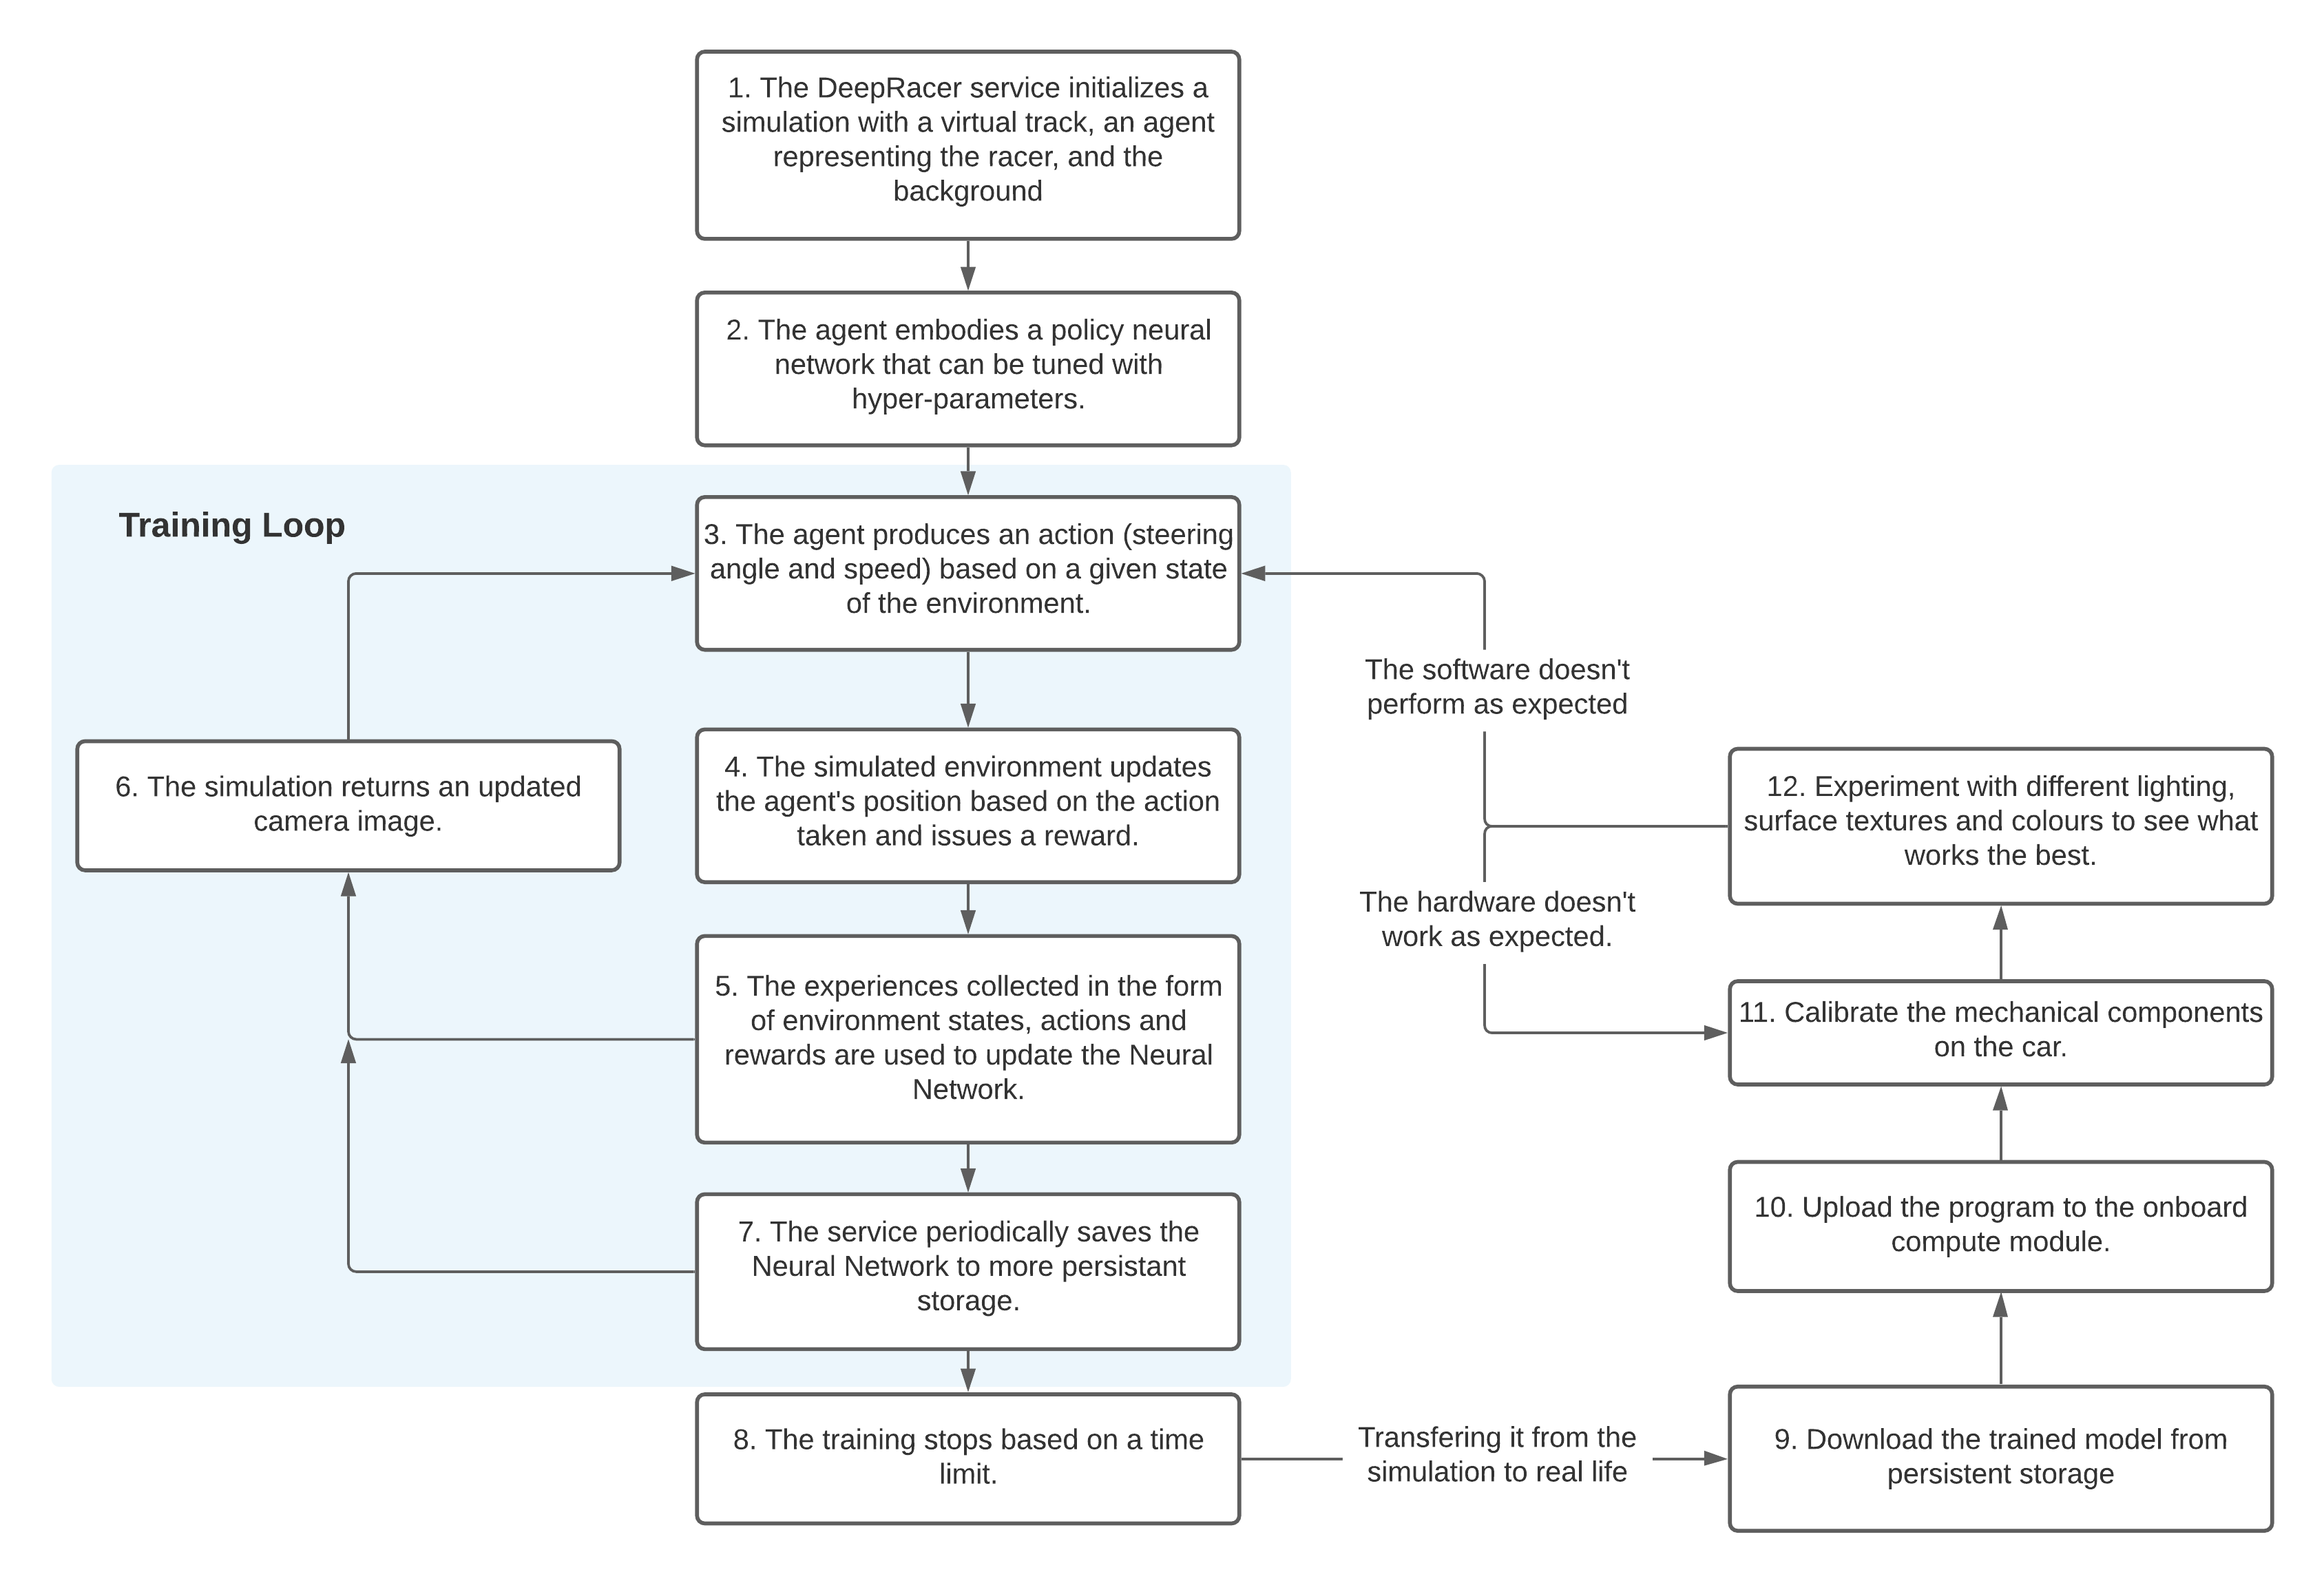 1. The DeepRacer service initializes a
simulation with a virtual track, an agent
representing the racer, and the
background
2. The agent embodies a policy neural
network that can be tuned with
hyper-parameters.
Training Loop
3. The agent produces an action (steering
angle and speed) based on a given state
of the environment.
4. The simulated environment updates
the agent's position based on the action
taken and issues a reward.
5. The experiences collected in the form
of environment states, actions and
rewards are used to update the Neural
Network.
6. The simulation returns an updated
camera image.
7. The service periodically saves the
Neural Network to more persistant
storage.
8. The training stops based on a time
limit.
Transfering it from the
simulation to real life
9. Download the trained model from
persistent storage
10. Upload the program to the onboard
compute module.
11. Calibrate the mechanical components
on the car.
12. Experiment with different lighting,
surface textures and colours to see what
works the best.
The software doesn't
perform as expected
The hardware doesn't
work as expected.